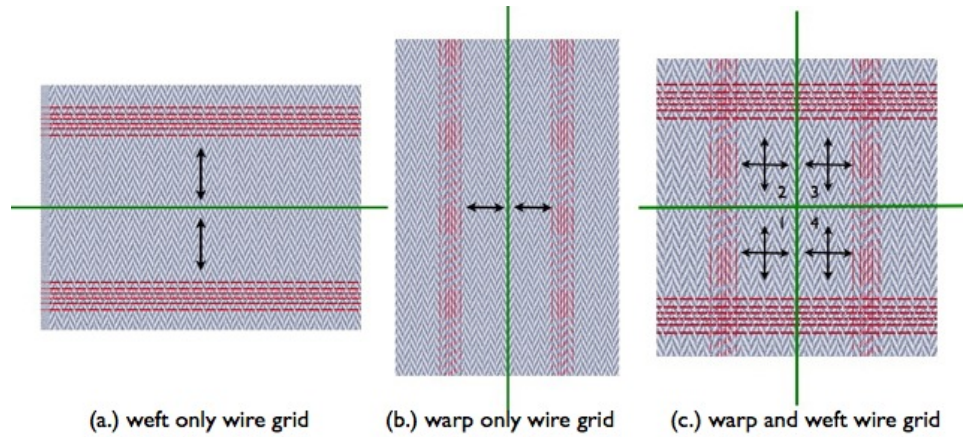 2 3
1 4
(a.) weft only wire grid
(b.) warp only wire grid
(c.) warp and weft wire grid